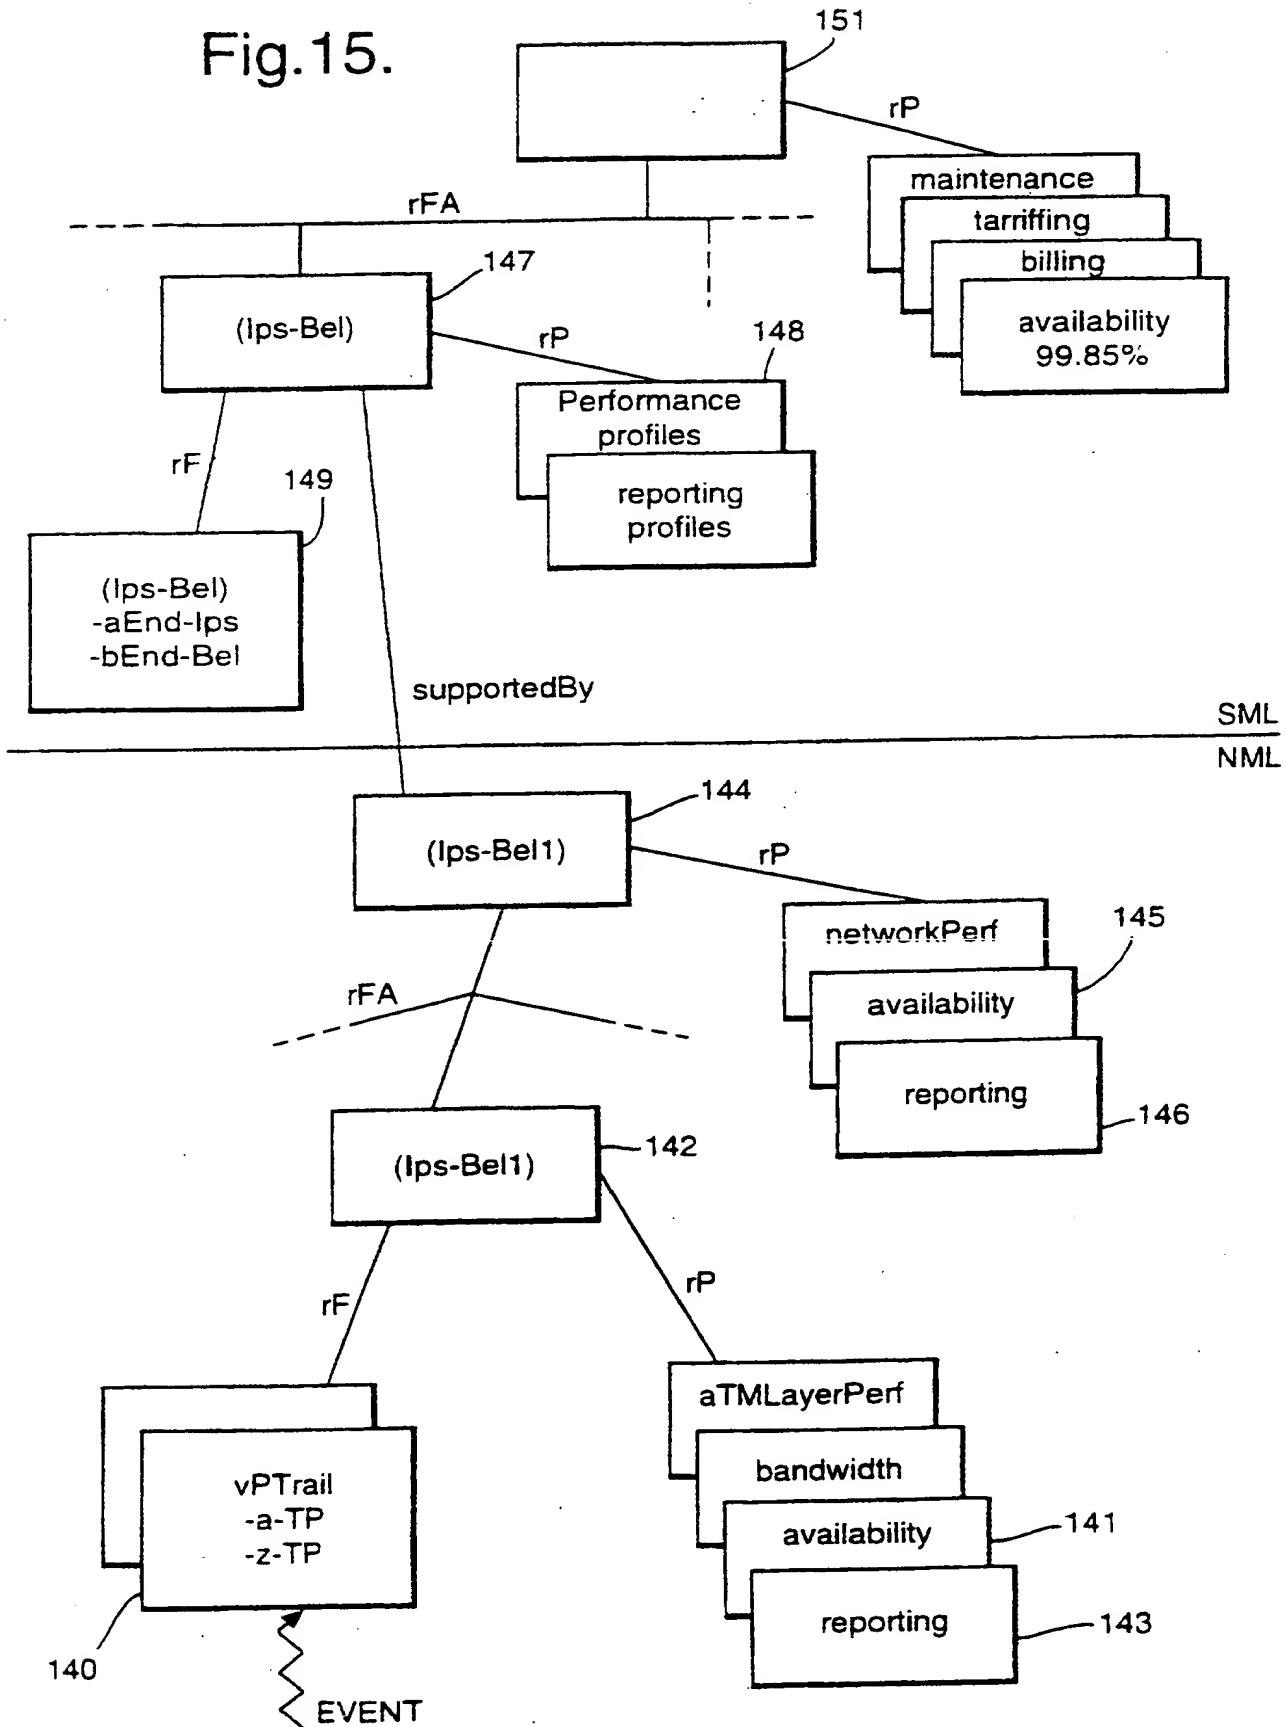 Fig.15.
151
rP
maintenance
tarriffing
billing
availability
99.85%
rFA
147
(Ips-Bel)
rP
148
Performance
profiles
reporting
profiles
rF
149
(Ips-Bel)
-aEnd-Ips
-bEnd-Bel
supportedBy
SML
NML
144
(Ips-Bel1)
rP
networkPerf
145
availability
reporting
146
rFA
142
(Ips-Bel1)
rF
rP
aTMLayerPerf
bandwidth
availability
141
reporting
143
vPTrail
-a-TP
-z-TP
140
EVENT